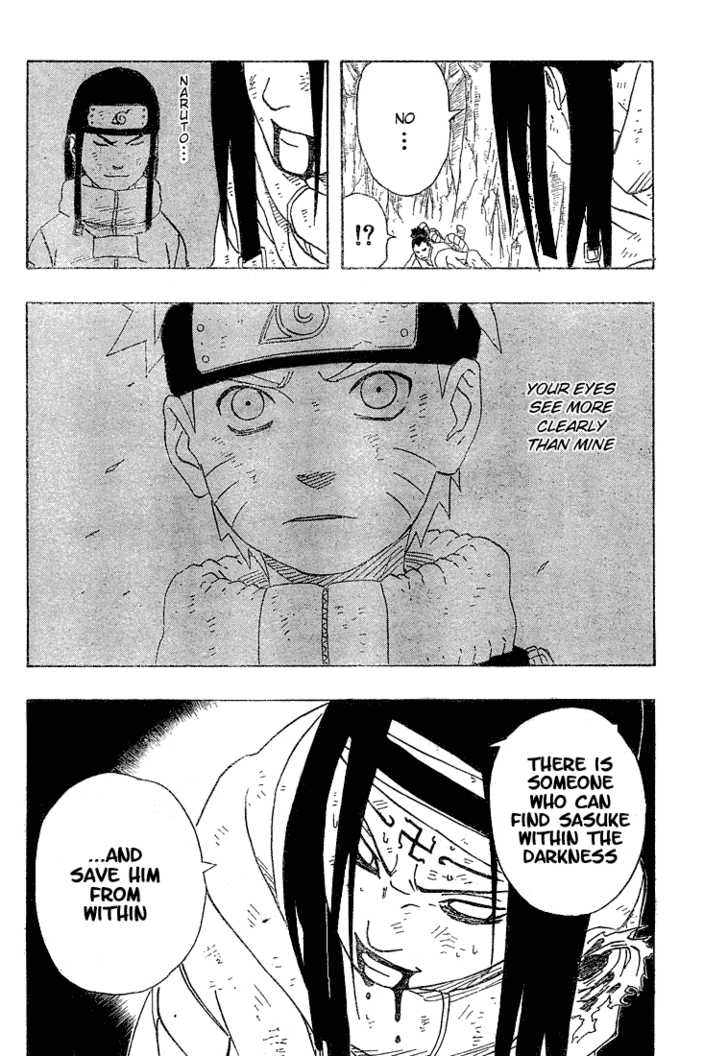 NO
...
!?
NARUTO...
YOUR EYES
SEE MORE
CLEARLY
THAN MINE
THERE IS
SOMEONE
WHO CAN
FIND SASUKE
WITHIN THE
DARKNESS
...AND
SAVE HIM
FROM
WITHIN